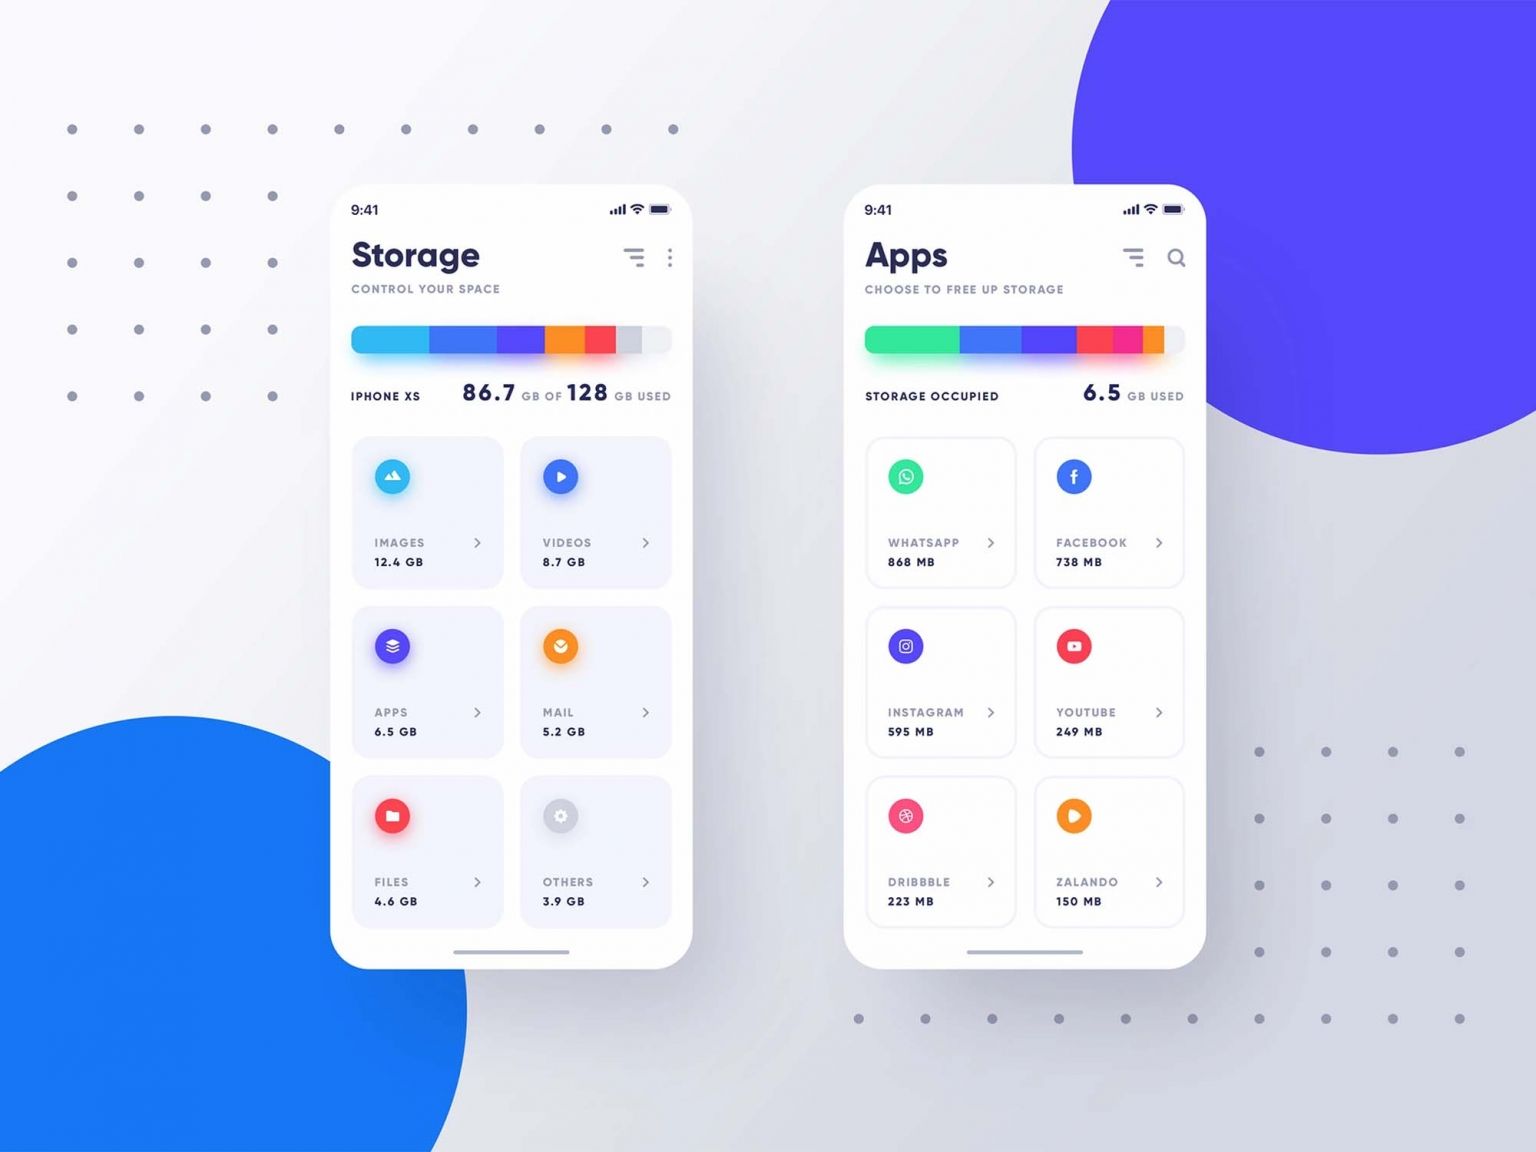 9:41
Storage
CONTROL YOUR SPACE
IPHONE XS 86.7 GB OF 128 GB USED
IMAGES
12.4 GB
VIDEOS
8.7 GB
APPS
6.5 GB
MAIL
5.2 GB
FILES
4.6 GB
OTHERS
3.9 GB
9:41
Apps
CHOOSE TO FREE UP STORAGE
STORAGE OCCUPIED 6.5 GB USED
WHATSAPP
868 MB
FACEBOOK
738 MB
INSTAGRAM
595 MB
YOUTUBE
249 MB
DRIBBBLE
223 MB
ZALANDO
150 MB